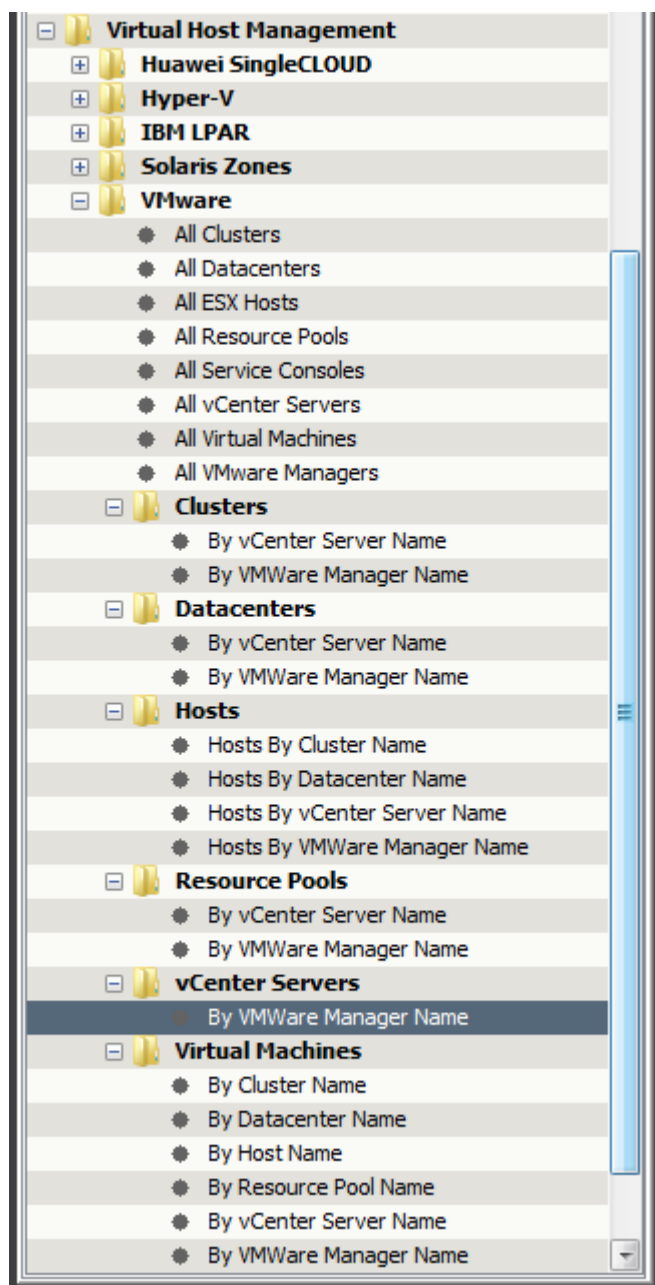 Virtual Host Management
Huawei SingleCLOUD
Hyper-V
IBM LPAR
Solaris Zones
VMware
All Clusters
All Datacenters
All ESX Hosts
All Resource Pools
All Service Consoles
All vCenter Servers
All Virtual Machines
All VMware Managers
Clusters
By vCenter Server Name
By VMWare Manager Name
Datacenters
By vCenter Server Name
By VMWare Manager Name
Hosts
Hosts By Cluster Name
Hosts By Datacenter Name
Hosts By vCenter Server Name
Hosts By VMWare Manager Name
Resource Pools
By vCenter Server Name
By VMWare Manager Name
vCenter Servers
By VMWare Manager Name
Virtual Machines
By Cluster Name
By Datacenter Name
By Host Name
By Resource Pool Name
By vCenter Server Name
By VMWare Manager Name